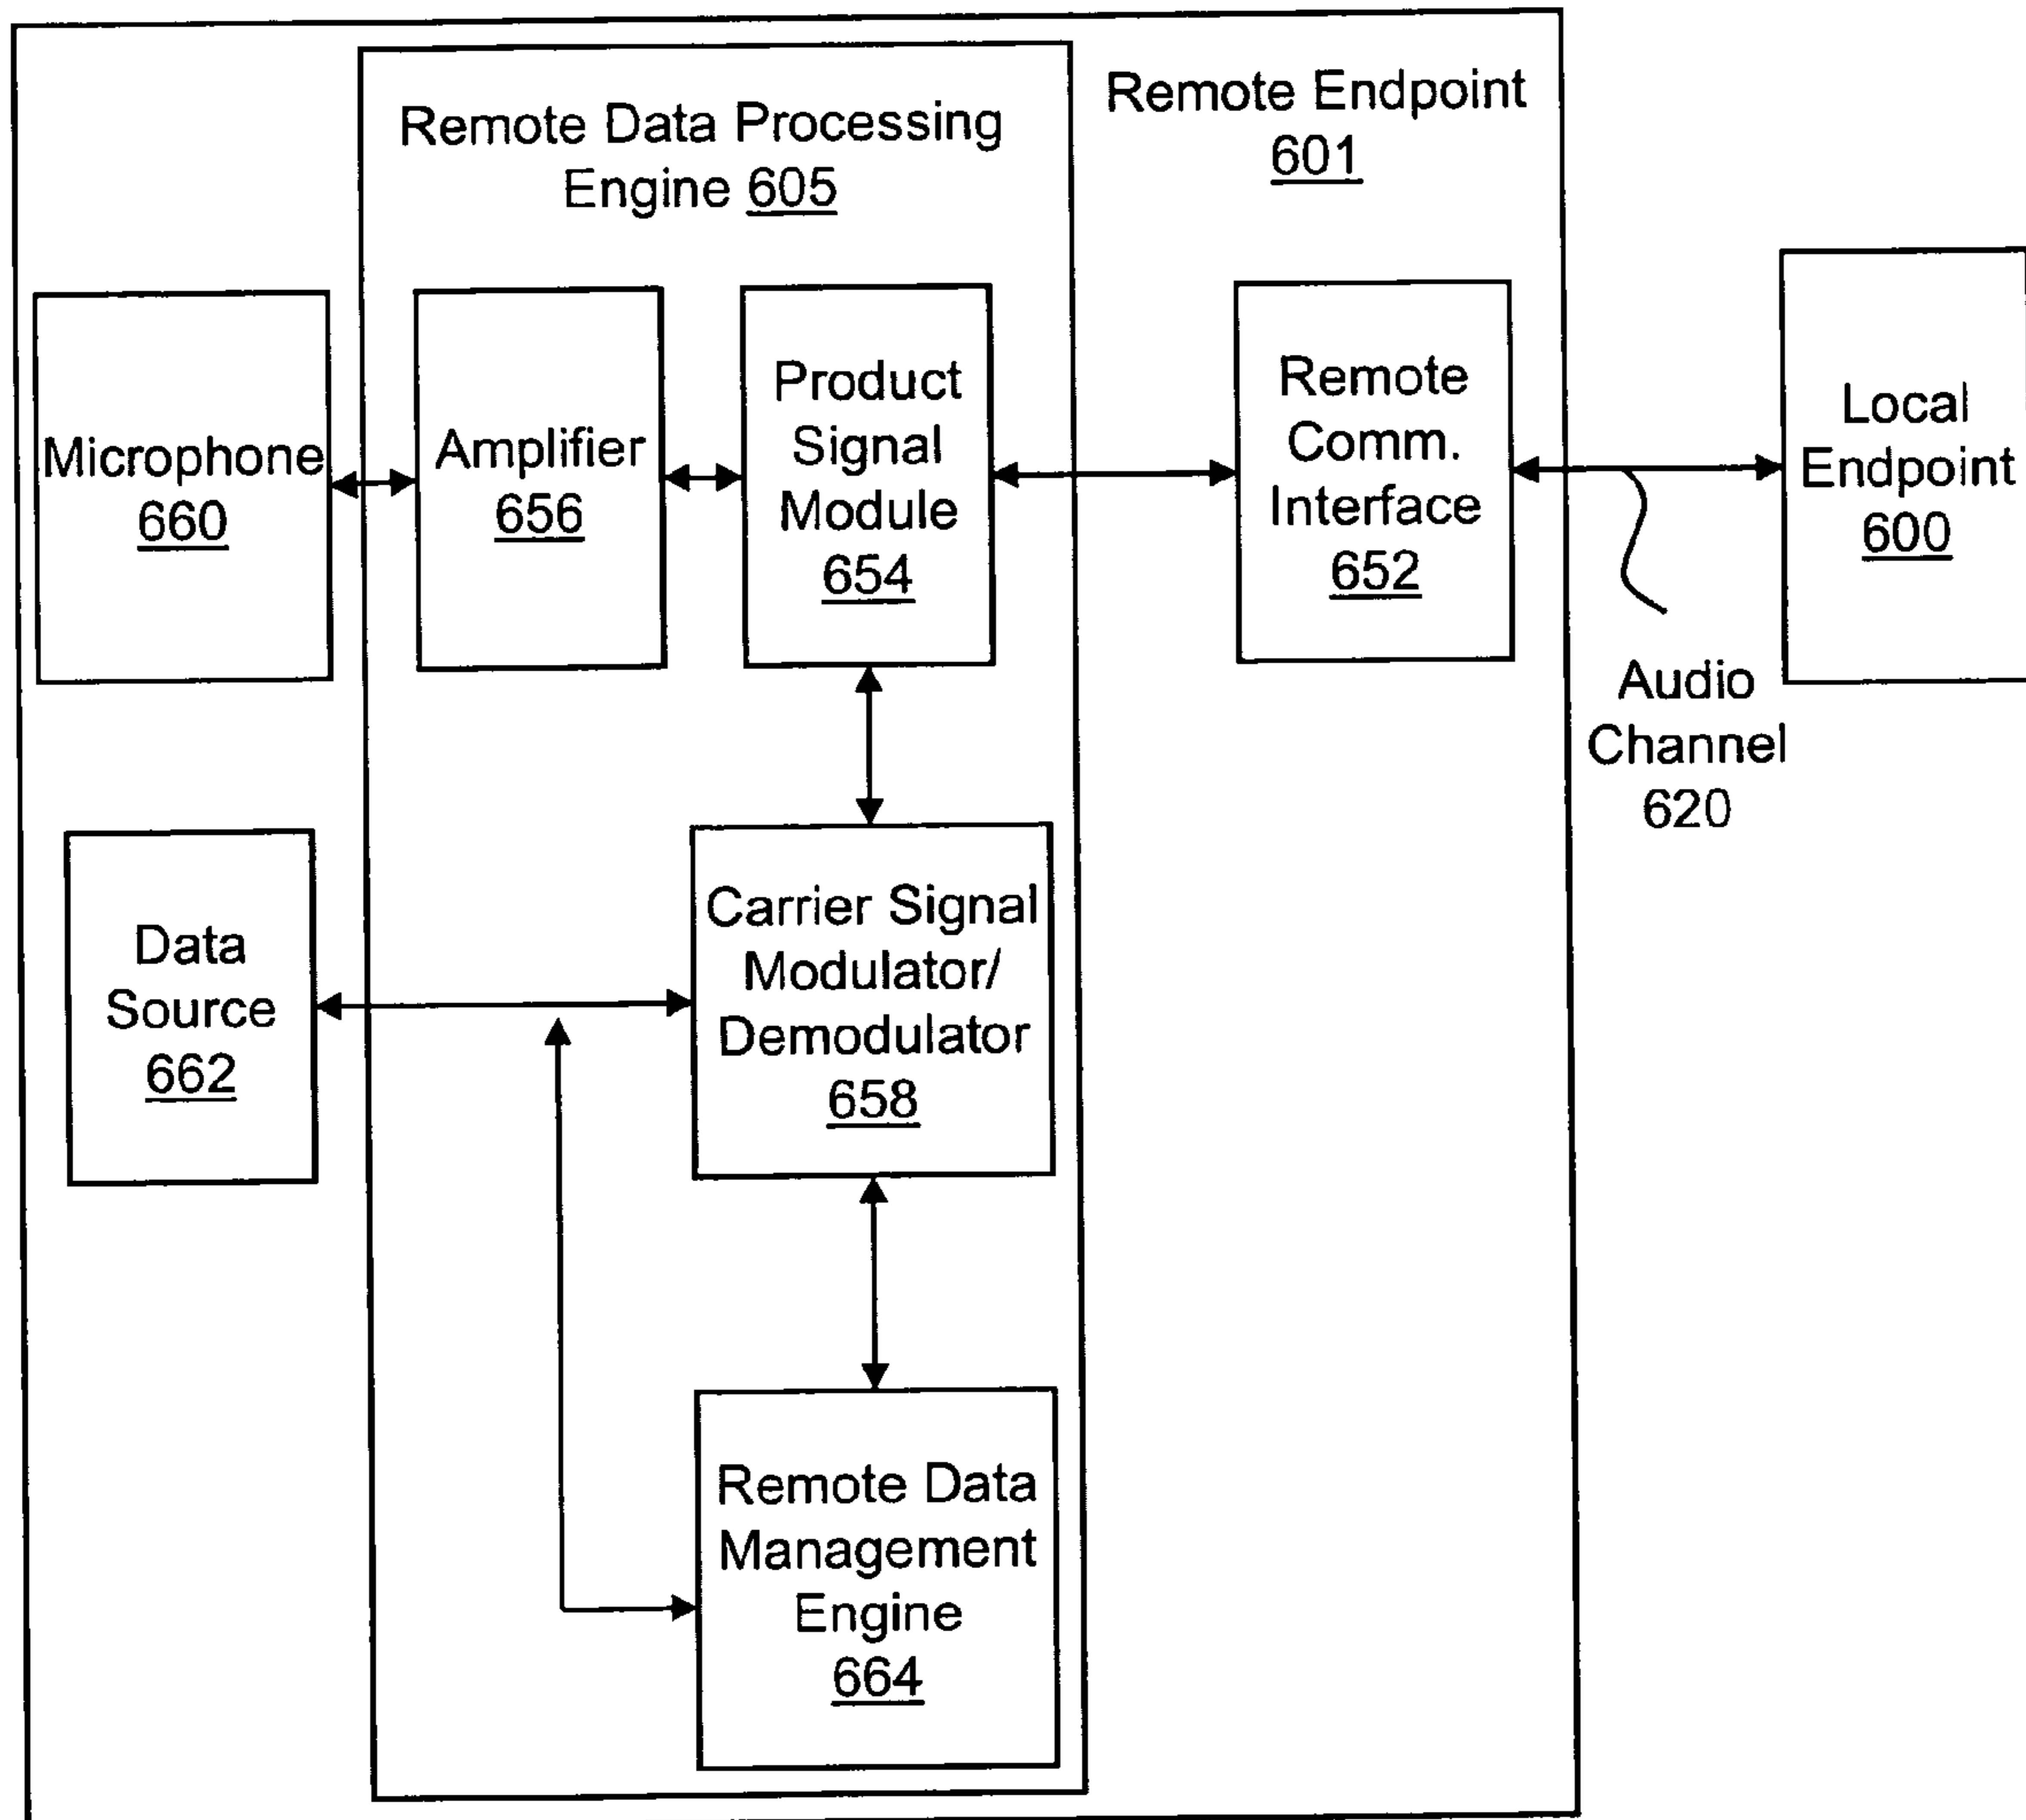 Remote Data Processing
Engine 605
Remote Endpoint
601
Microphone
660
Amplifier
656
Product
Signal
Module
654
Remote
Comm.
Interface
652
Local
Endpoint
600
Audio
Channel
620
Data
Source
662
Carrier Signal
Modulator/
Demodulator
658
Remote Data
Management
Engine
664